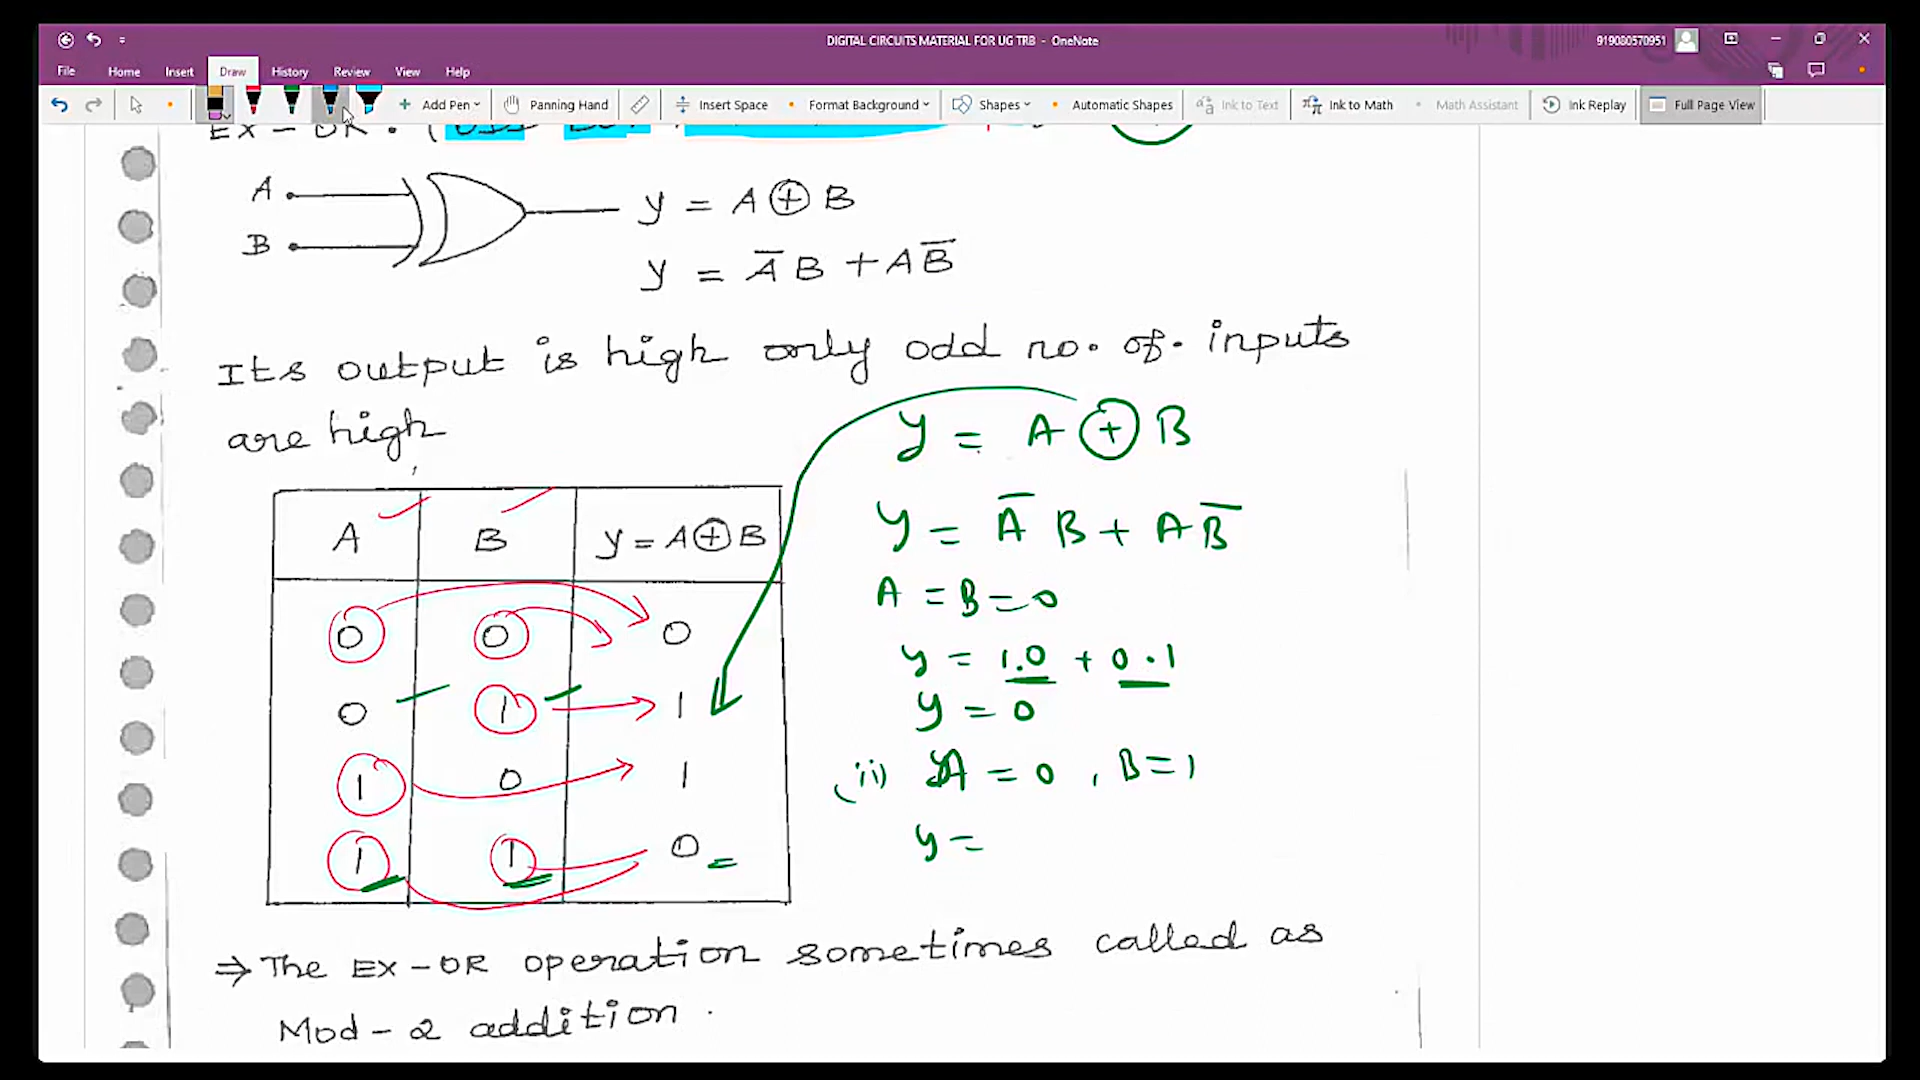 DIGITAL CIRCUITS MATERIAL FOR UG TRB - OneNote
919080570951
File Home Insert Draw History Review View Help
Add Pen Panning Hand Insert Space Format Background Shapes Automatic Shapes Ink to Text Ink to Math Math Assistant Ink Replay Full Page View
EX-OR
A
B
y = A ⊕ B
y = A̅ B + A B̅
Its output is high only odd no. of. inputs
are high
y = A ⊕ B
y = A̅ B + A B̅
A = B = 0
y = 1.0 + 0.1
y = 0
(ii) A = 0, B = 1
y =
A B y = A ⊕ B
0 0 0
0 1 1
1 0 1
1 1 0
⇒ The EX-OR operation sometimes called as
Mod-2 addition.